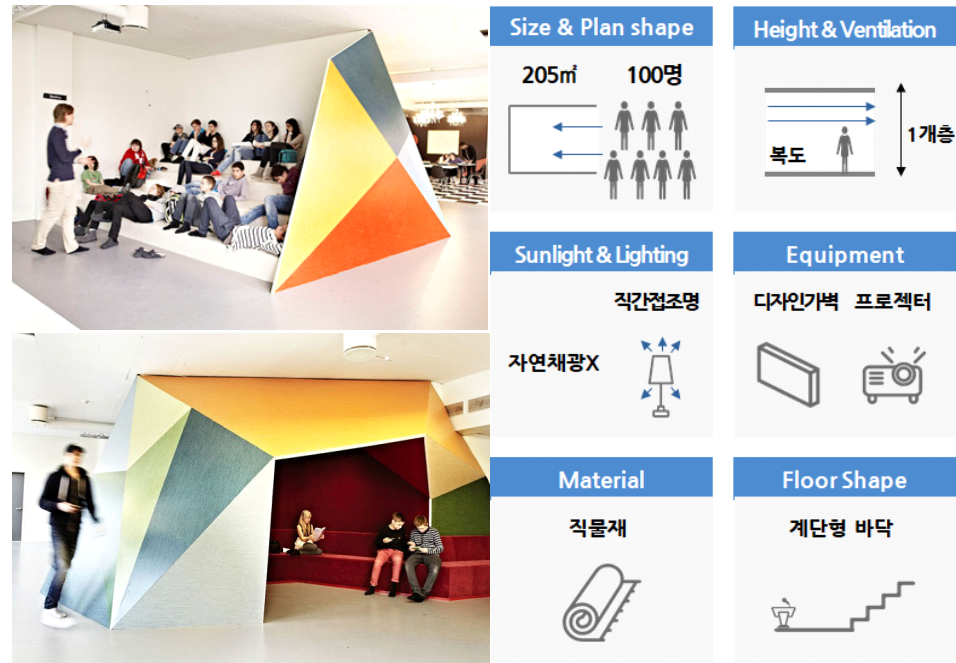 Size & Plan shape
205㎡ 100명
Height & Ventilation
복도
1개층
Sunlight & Lighting
직간접조명
자연채광X
Equipment
디자인가벽 프로젝터
Material
직물재
Floor Shape
계단형 바닥